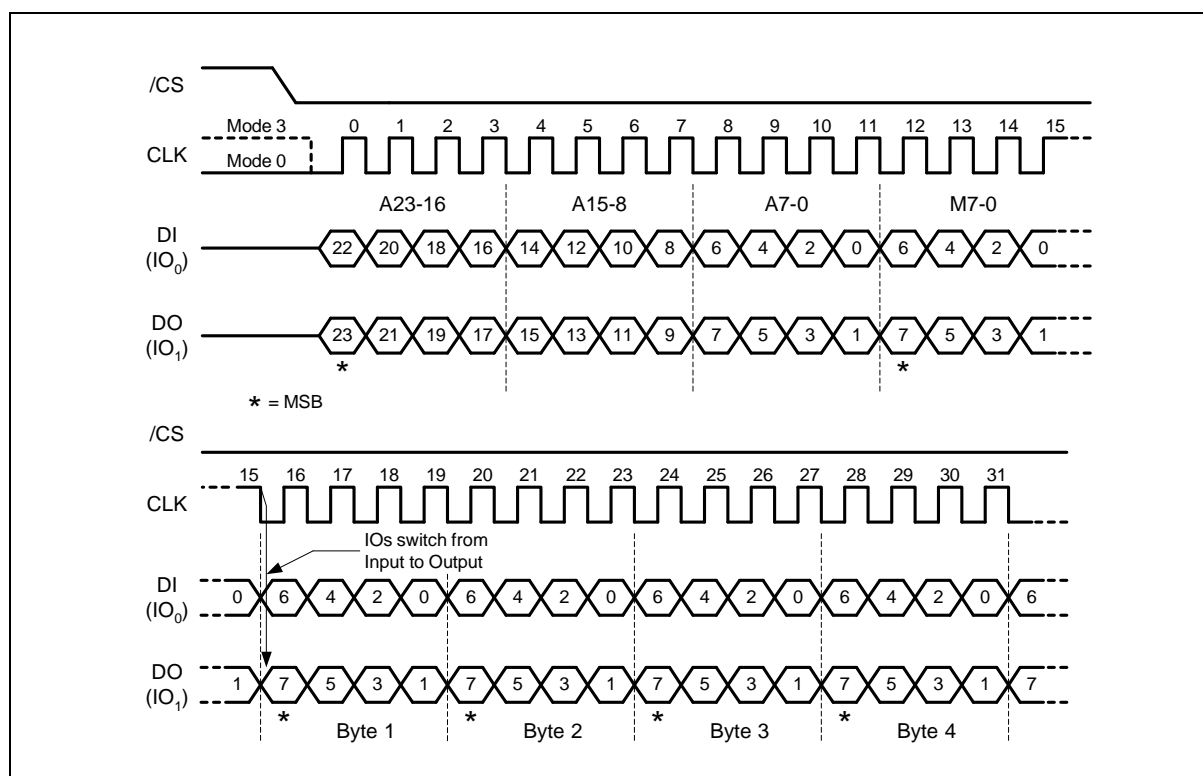 /CS
Mode 3 0 1 2 3 4 5 6 7 8 9 10 11 12 13 14 15
CLK
Mode 0
A23-16 A15-8 A7-0 M7-0
DI
(IO0) 22 20 18 16 14 12 10 8 6 4 2 0 6 4 2 0
DO
(IO1) 23 21 19 17 15 13 11 9 7 5 3 1 7 5 3 1
* *
* = MSB
/CS
15 16 17 18 19 20 21 22 23 24 25 26 27 28 29 30 31
CLK
IOs switch from
Input to Output
DI
(IO0) 0 6 4 2 0 6 4 2 0 6 4 2 0 6 4 2 0 6
DO
(IO1) 1 7 5 3 1 7 5 3 1 7 5 3 1 7 5 3 1 7
* Byte 1 * Byte 2 * Byte 3 * Byte 4